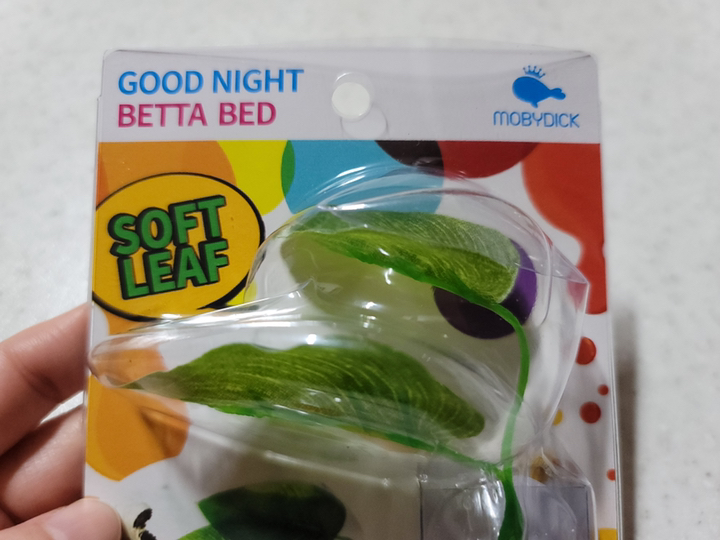 GOOD NIGHT
BETTA BED
MOBYDICK
SOFT
LEAF